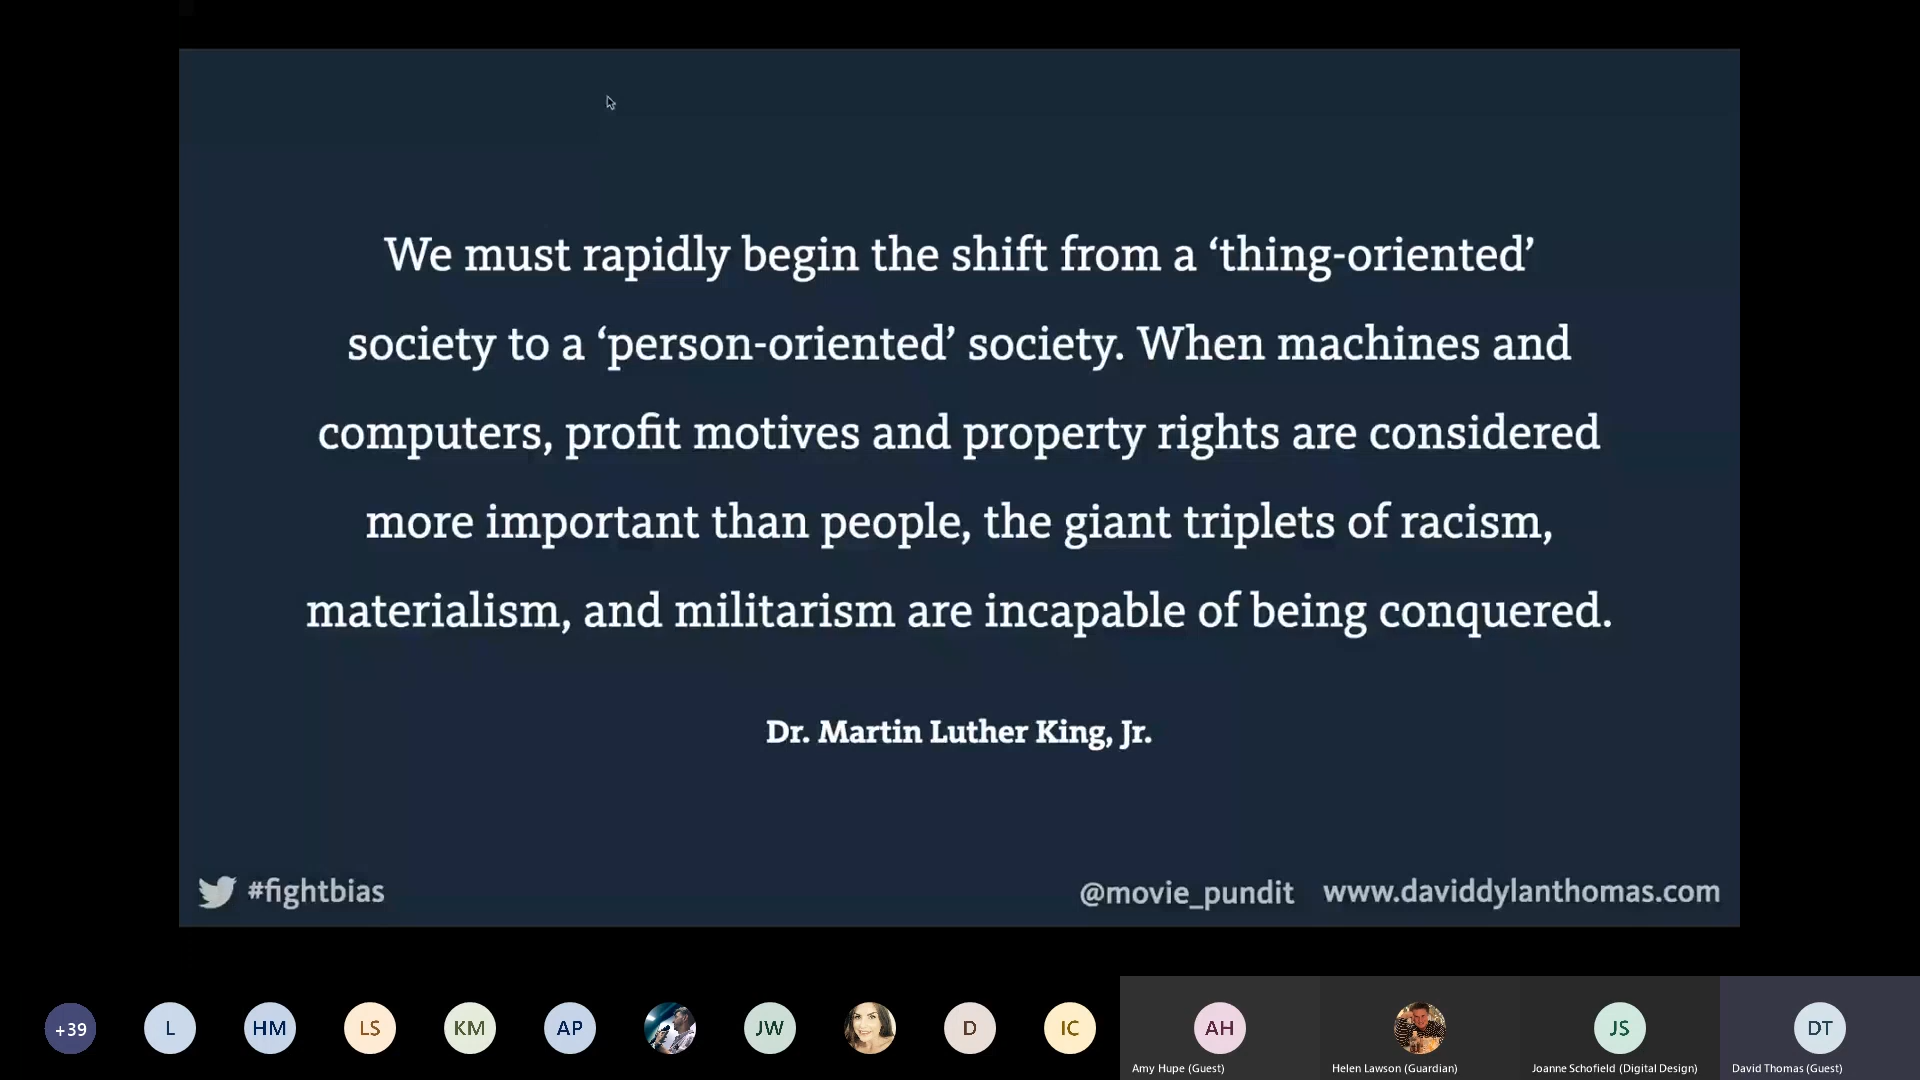 We must rapidly begin the shift from a ‘thing-oriented’
society to a ‘person-oriented’ society. When machines and
computers, profit motives and property rights are considered
more important than people, the giant triplets of racism,
materialism, and militarism are incapable of being conquered.
Dr. Martin Luther King, Jr.
#fightbias
@movie_pundit www.daviddylanthomas.com
+39
L
HM
LS
KM
AP
JW
D
IC
AH
JS
DT
Amy Hupe (Guest)
Helen Lawson (Guardian)
Joanne Schofield (Digital Design)
David Thomas (Guest)